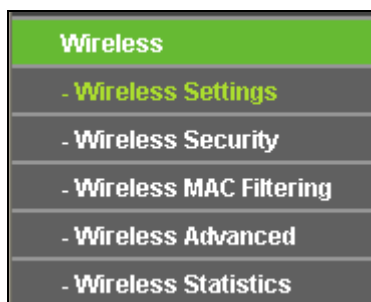 Wireless
- Wireless Settings
- Wireless Security
- Wireless MAC Filtering
- Wireless Advanced
- Wireless Statistics